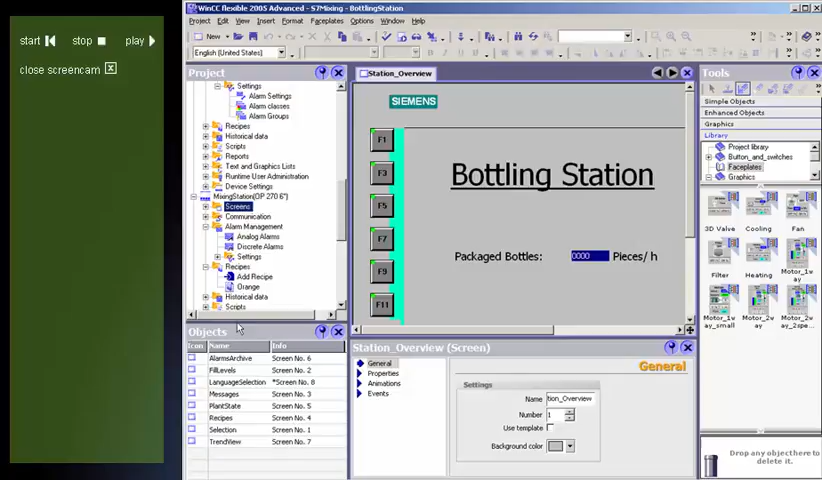 start
stop
play
close screencam
WinCC flexible 2005 Advanced - S7Mixing - BottlingStation
Project Edit View Insert Format Faceplates Options Window Help
New
English (United States)
Project
Settings
Alarm Settings
Alarm classes
Alarm Groups
Recipes
Historical data
Scripts
Reports
Text and Graphics Lists
Runtime User Administration
Device Settings
MixingStation(OP 270 6")
Screens
Communication
Alarm Management
Analog Alarms
Discrete Alarms
Settings
Recipes
Add Recipe
Orange
Historical data
Scripts
Objects
Icon Name Info
AlarmsArchive Screen No. 6
FillLevels Screen No. 2
LanguageSelection *Screen No. 8
Messages Screen No. 3
PlantState Screen No. 5
Recipes Screen No. 4
Selection Screen No. 1
TrendView Screen No. 7
Station_Overview
SIEMENS
F1
F3
F5
F7
F9
F11
Bottling Station
Packaged Bottles: 0000 Pieces/ h
Station_Overview (Screen)
General
Properties
Animations
Events
General
Settings
Name tion_Overview
Number 1
Use template
Background color
Tools
Simple Objects
Enhanced Objects
Graphics
Library
Project library
Button_and_switches
Faceplates
Graphics
3D Valve Cooling Fan
Filter Heating Motor_1way
Motor_1way_small Motor_2way Motor_2way_2spe...
Drop any object here to delete it.